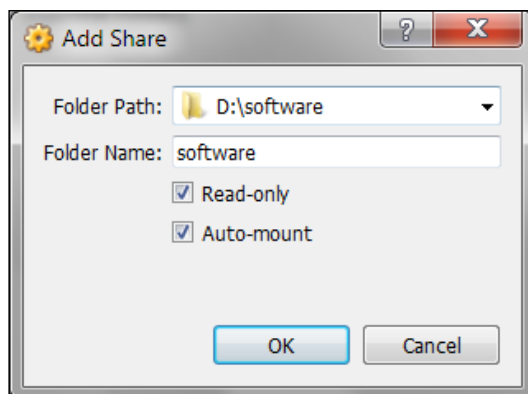 Add Share
?
X
Folder Path: D:\software
Folder Name: software
Read-only
Auto-mount
OK Cancel